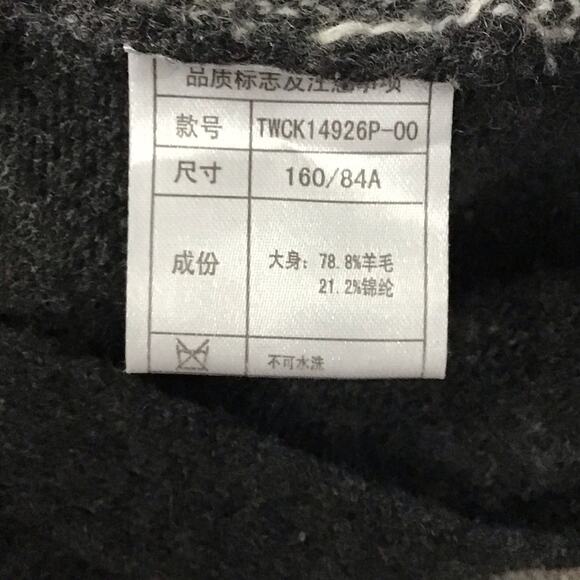 品质标志及注意事项
款号 TWCK14926P-00
尺寸 160/84A
成份 大身: 78.8%羊毛
21.2%锦纶
不可水洗